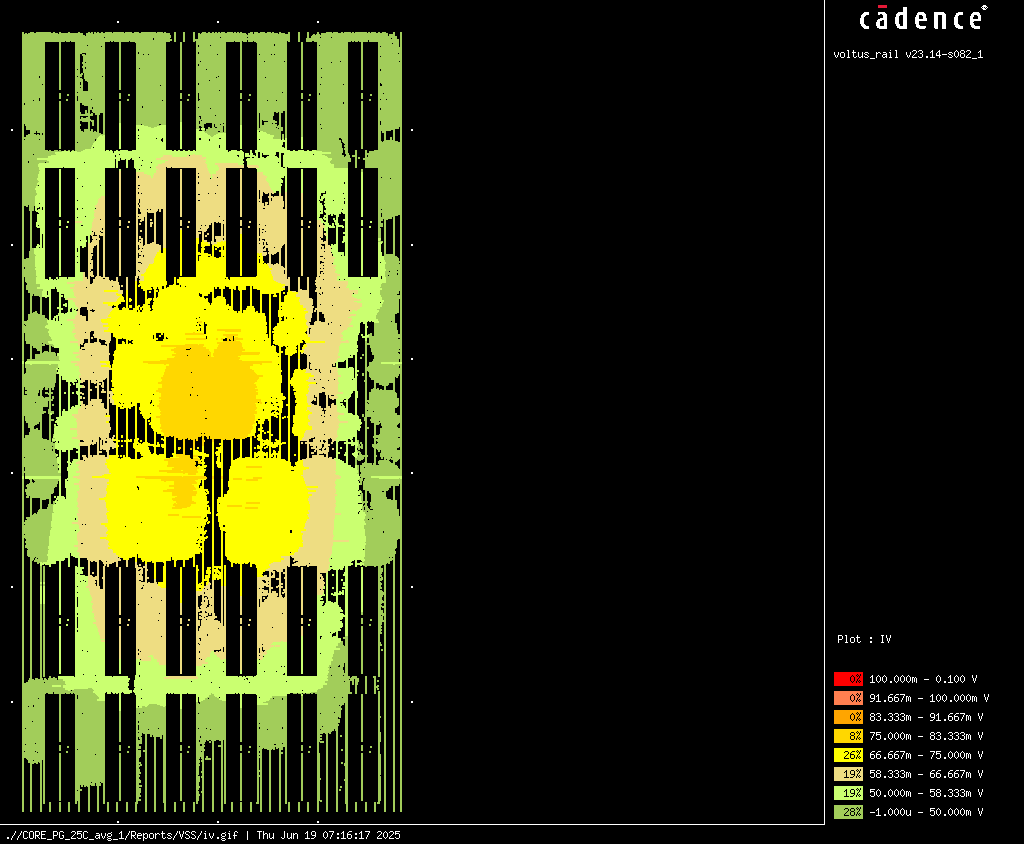 cādence®
voltus_rail v23.14-s082_1
Plot : IV
0% 100.000m - 0.100 V
0% 91.667m - 100.000m V
0% 83.333m - 91.667m V
8% 75.000m - 83.333m V
26% 66.667m - 75.000m V
19% 58.333m - 66.667m V
19% 50.000m - 58.333m V
28% -1.000u - 50.000m V
.//CORE_PG_25C_avg_1/Reports/VSS/iv.gif | Thu Jun 19 07:16:17 2025